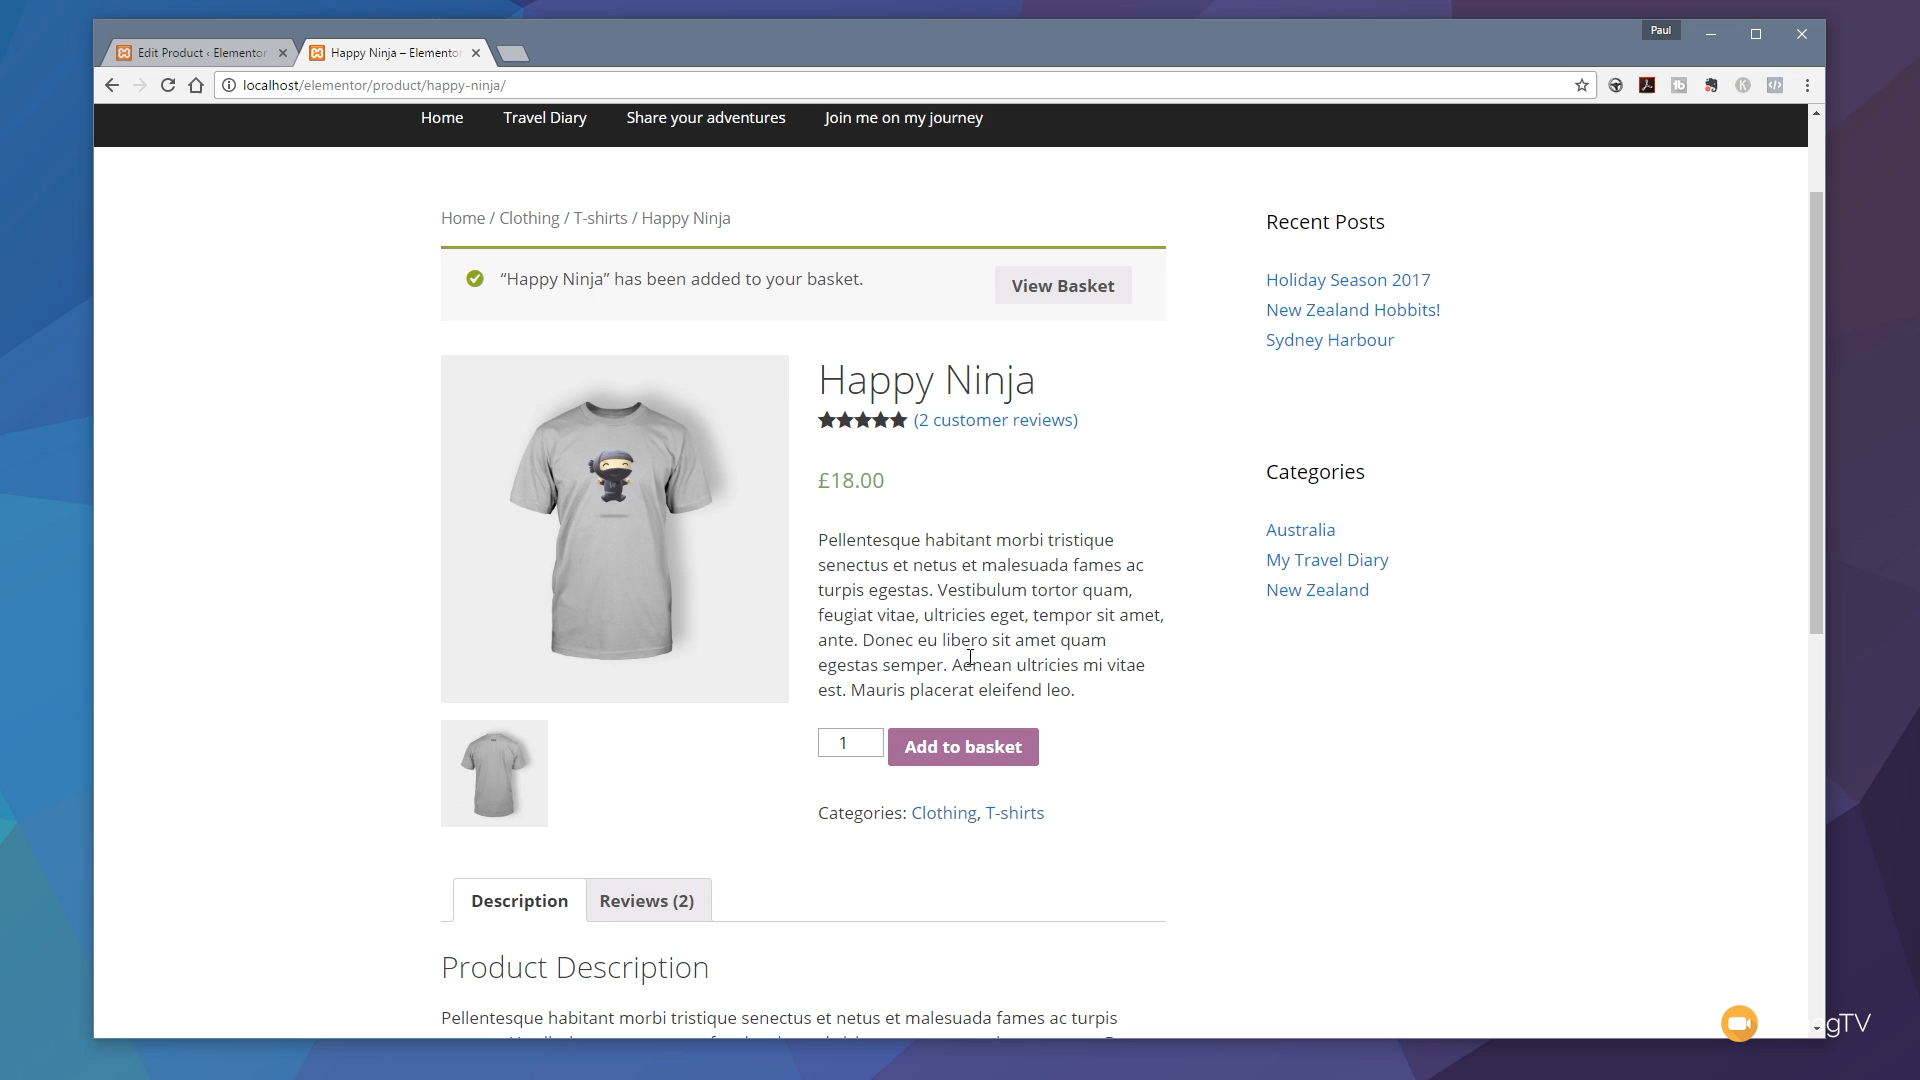 Paul
Edit Product ‹ Elementor
Happy Ninja – Elementor
localhost/elementor/product/happy-ninja/
Home Travel Diary Share your adventures Join me on my journey
Home / Clothing / T-shirts / Happy Ninja
“Happy Ninja” has been added to your basket.
View Basket
Happy Ninja
(2 customer reviews)
£18.00
Pellentesque habitant morbi tristique
senectus et netus et malesuada fames ac
turpis egestas. Vestibulum tortor quam,
feugiat vitae, ultricies eget, tempor sit amet,
ante. Donec eu libero sit amet quam
egestas semper. Aenean ultricies mi vitae
est. Mauris placerat eleifend leo.
1
Add to basket
Categories: Clothing, T-shirts
Description
Reviews (2)
Product Description
Pellentesque habitant morbi tristique senectus et netus et malesuada fames ac turpis
Recent Posts
Holiday Season 2017
New Zealand Hobbits!
Sydney Harbour
Categories
Australia
My Travel Diary
New Zealand